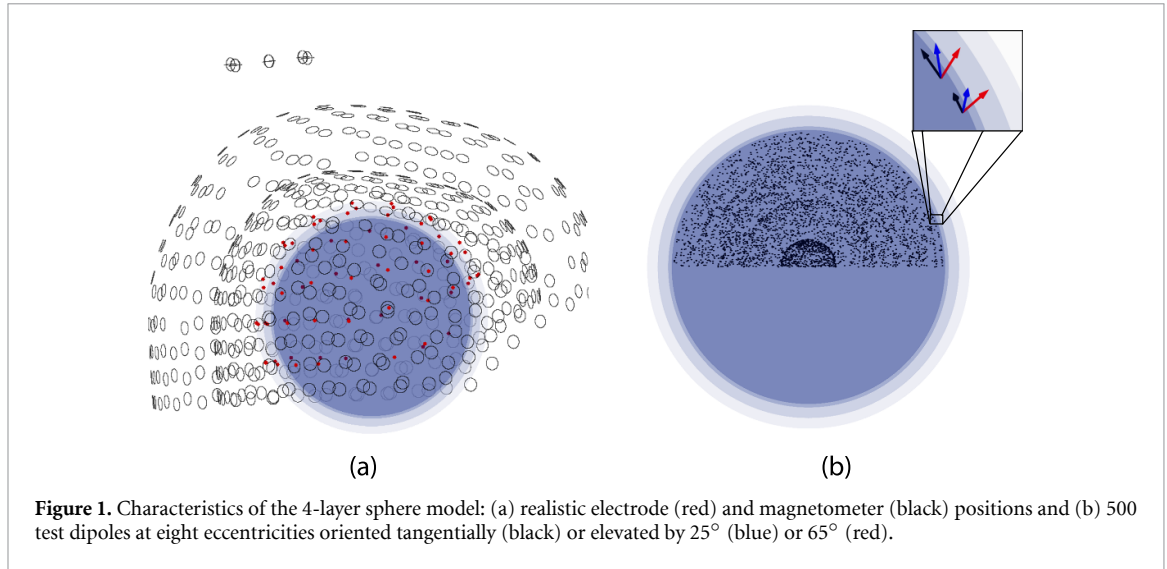 (a)
(b)
Figure 1. Characteristics of the 4-layer sphere model: (a) realistic electrode (red) and magnetometer (black) positions and (b) 500
test dipoles at eight eccentricities oriented tangentially (black) or elevated by 25° (blue) or 65° (red).